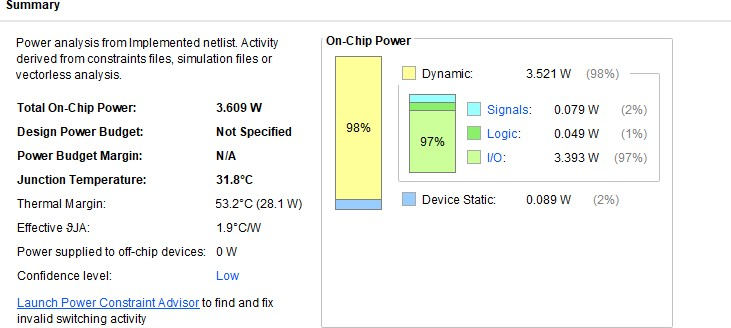 Summary
Power analysis from Implemented netlist. Activity
derived from constraints files, simulation files or
vectorless analysis.
Total On-Chip Power: 3.609 W
Design Power Budget: Not Specified
Power Budget Margin: N/A
Junction Temperature: 31.8°C
Thermal Margin: 53.2°C (28.1 W)
Effective ϑJA: 1.9°C/W
Power supplied to off-chip devices: 0 W
Confidence level: Low
Launch Power Constraint Advisor to find and fix
invalid switching activity
On-Chip Power
98%
Dynamic: 3.521 W (98%)
97%
Signals: 0.079 W (2%)
Logic: 0.049 W (1%)
I/O: 3.393 W (97%)
Device Static: 0.089 W (2%)